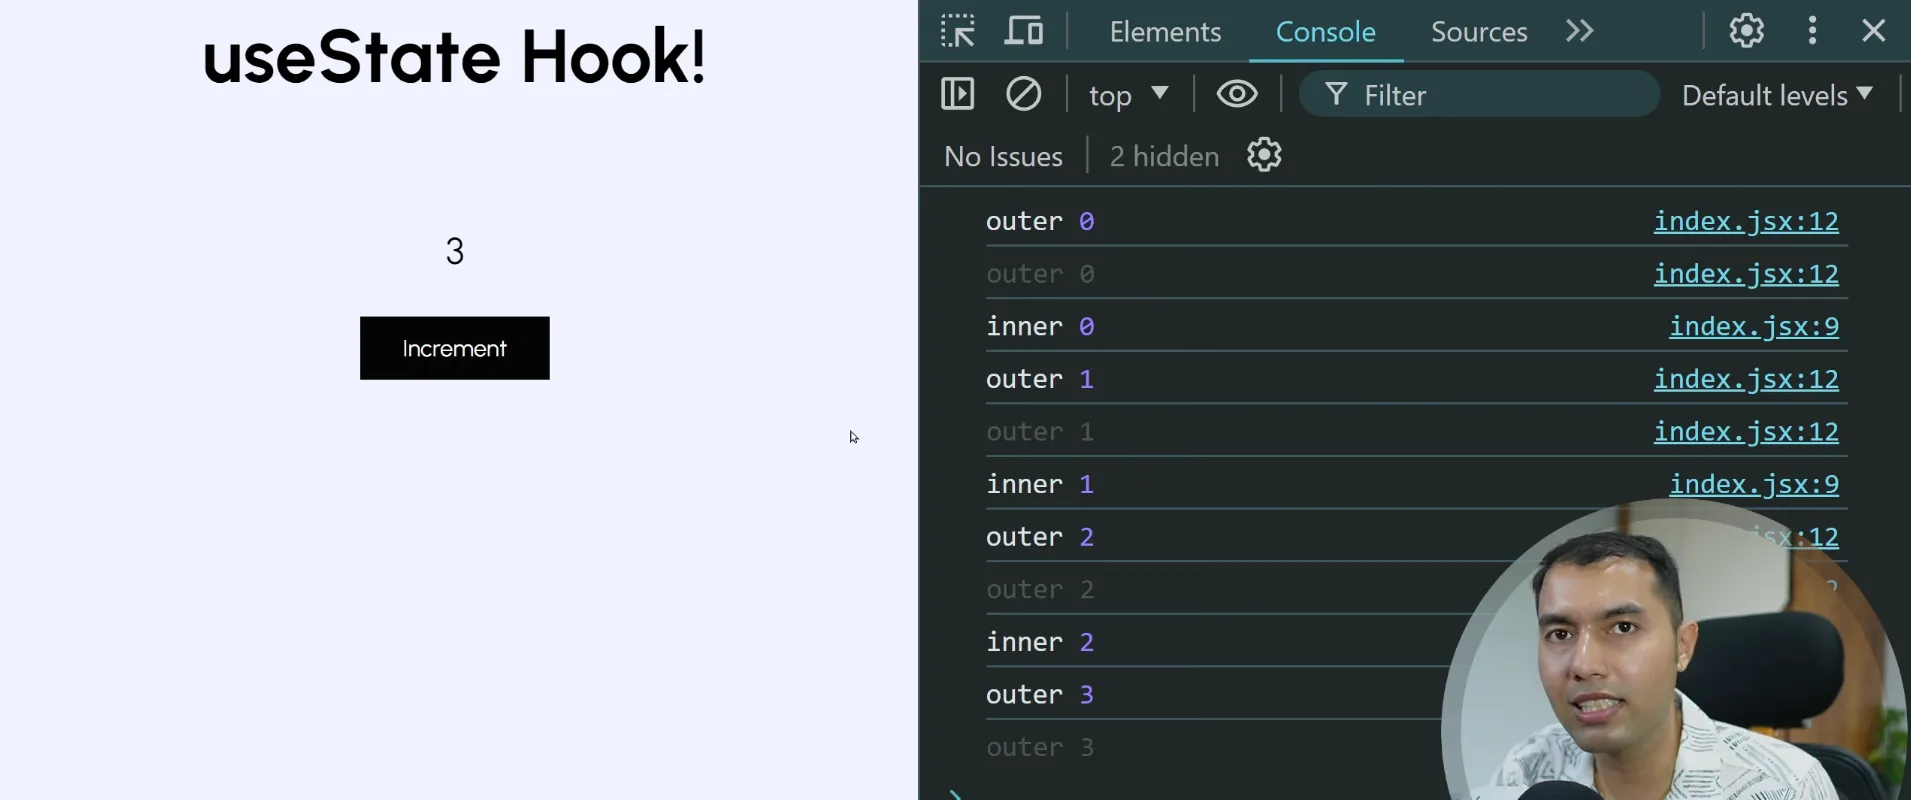 useState Hook!
3
Increment
Elements Console Sources
top Filter Default levels
No Issues 2 hidden
outer 0 index.jsx:12
outer 0 index.jsx:12
inner 0 index.jsx:9
outer 1 index.jsx:12
outer 1 index.jsx:12
inner 1 index.jsx:9
outer 2 jsx:12
outer 2 2
inner 2
outer 3
outer 3